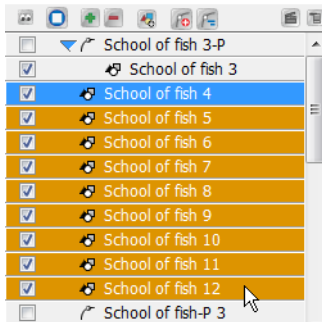 School of fish 3-P
School of fish 3
School of fish 4
School of fish 5
School of fish 6
School of fish 7
School of fish 8
School of fish 9
School of fish 10
School of fish 11
School of fish 12
School of fish-P 3